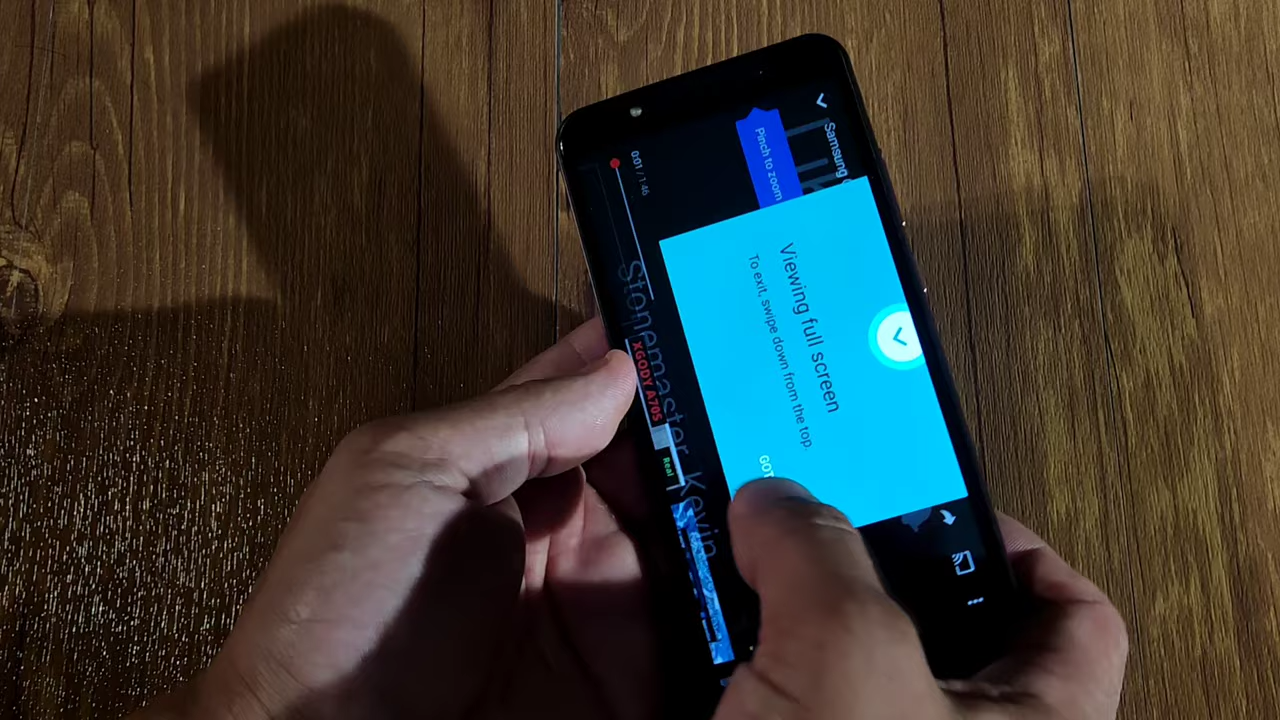 Samsung
Pinch to zoom
Viewing full screen
To exit, swipe down from the top.
GOT
0:01 / 1:46
Stonemaster Kevin
XGODY A70S
Real